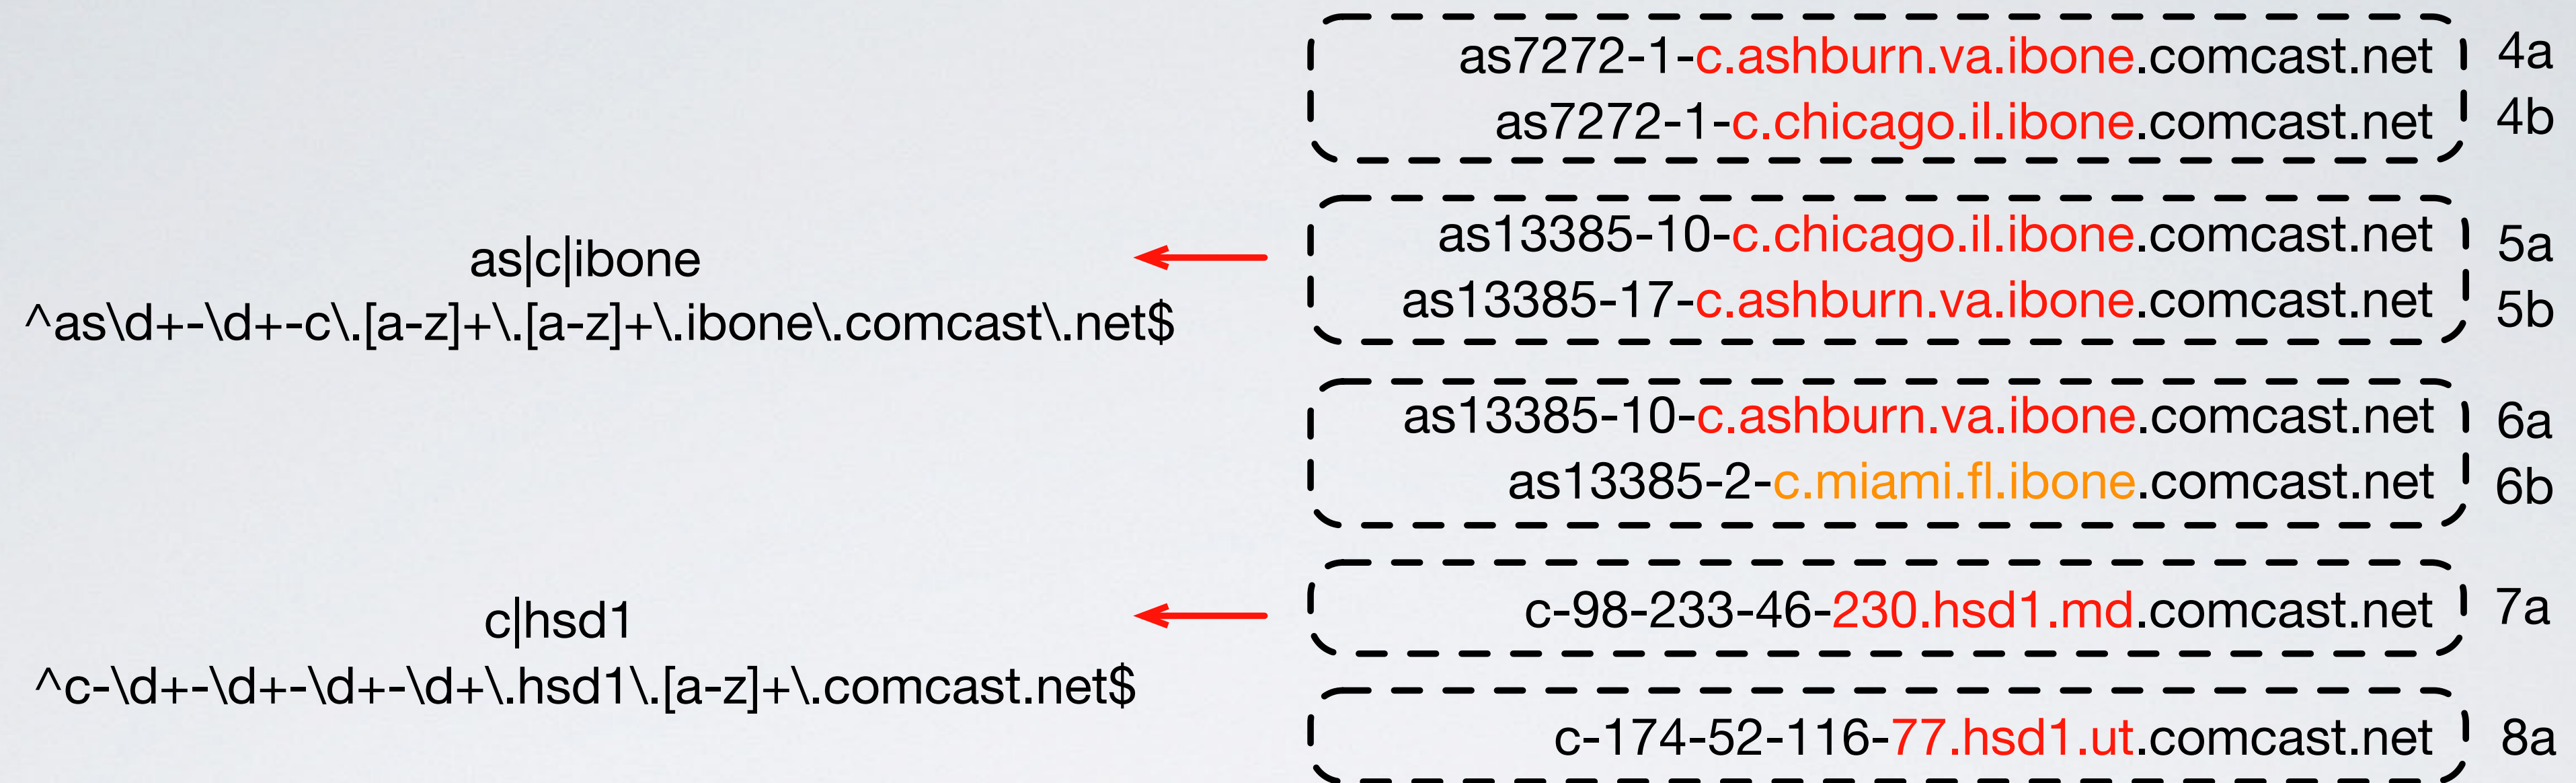 as7272-1-c.ashburn.va.ibone.comcast.net 4a
as7272-1-c.chicago.il.ibone.comcast.net 4b
as|c|ibone
^as\d+-\d+-c\.[a-z]+\.[a-z]+\.ibone\.comcast\.net$
as13385-10-c.chicago.il.ibone.comcast.net 5a
as13385-17-c.ashburn.va.ibone.comcast.net 5b
as13385-10-c.ashburn.va.ibone.comcast.net 6a
as13385-2-c.miami.fl.ibone.comcast.net 6b
c|hsd1
^c-\d+-\d+-\d+-\d+\.hsd1\.[a-z]+\.comcast.net$
c-98-233-46-230.hsd1.md.comcast.net 7a
c-174-52-116-77.hsd1.ut.comcast.net 8a